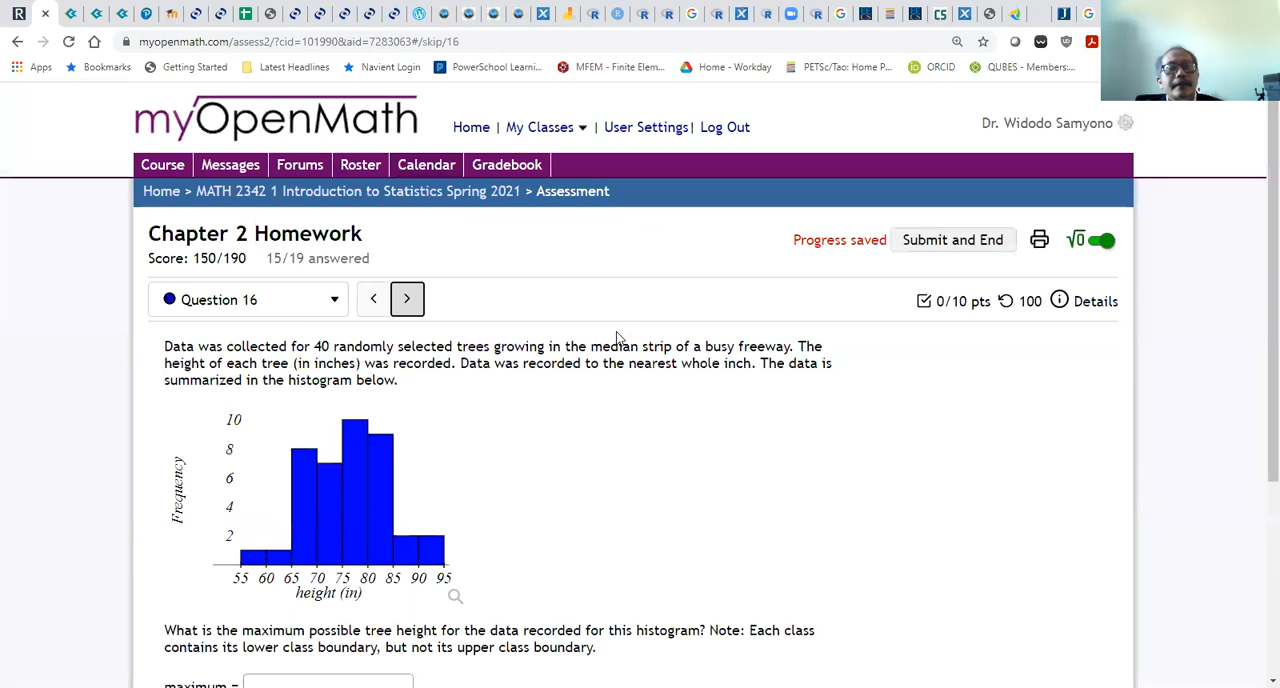 myopenmath.com/assess2/?cid=101990&aid=7283063#/skip/16
Apps Bookmarks Getting Started Latest Headlines Navient Login PowerSchool Learni... MFEM - Finite Elem... Home - Workday PETSc/Tao: Home P... ORCID QUBES - Members:...
myOpenMath
Home | My Classes | User Settings | Log Out
Dr. Widodo Samyono
Course Messages Forums Roster Calendar Gradebook
Home > MATH 2342 1 Introduction to Statistics Spring 2021 > Assessment
Chapter 2 Homework
Progress saved Submit and End √0
Score: 150/190 15/19 answered
Question 16 < > 0/10 pts 100 Details
Data was collected for 40 randomly selected trees growing in the median strip of a busy freeway. The
height of each tree (in inches) was recorded. Data was recorded to the nearest whole inch. The data is
summarized in the histogram below.
10
8
6
4
2
Frequency
55 60 65 70 75 80 85 90 95
height (in)
What is the maximum possible tree height for the data recorded for this histogram? Note: Each class
contains its lower class boundary, but not its upper class boundary.
maximum =